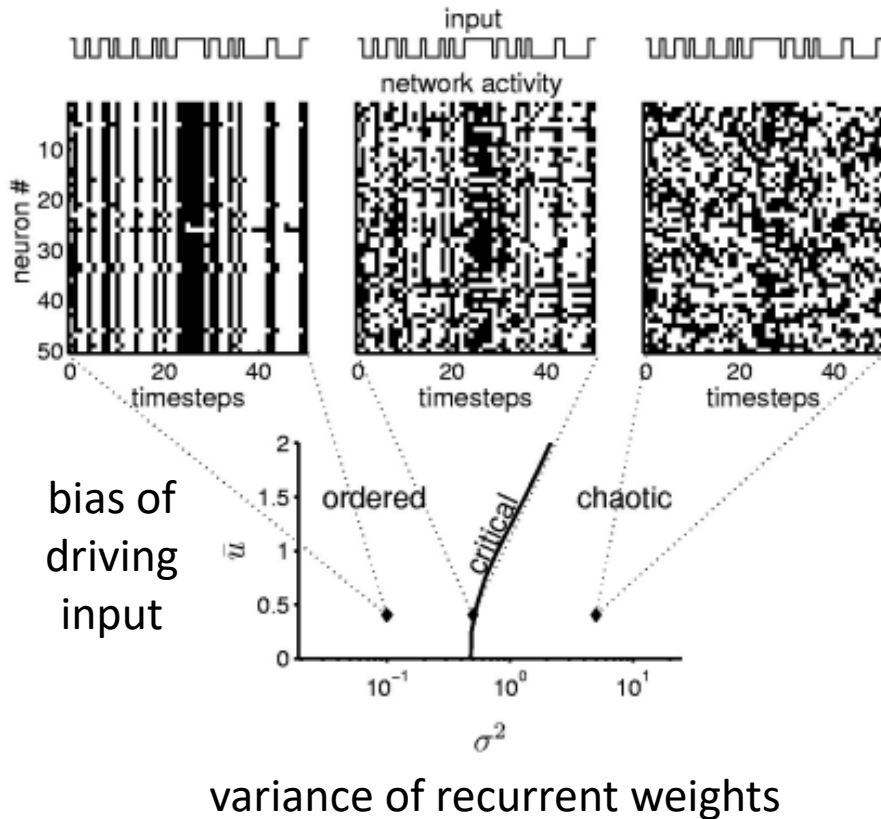 input
network activity
neuron #
10
20
30
40
50
0 20 40
timesteps
0 20 40
timesteps
0 20 40
timesteps
bias of
driving
input
ū
2
1.5
1
0.5
0
ordered
critical
chaotic
10⁻¹ 10⁰ 10¹
σ²
variance of recurrent weights